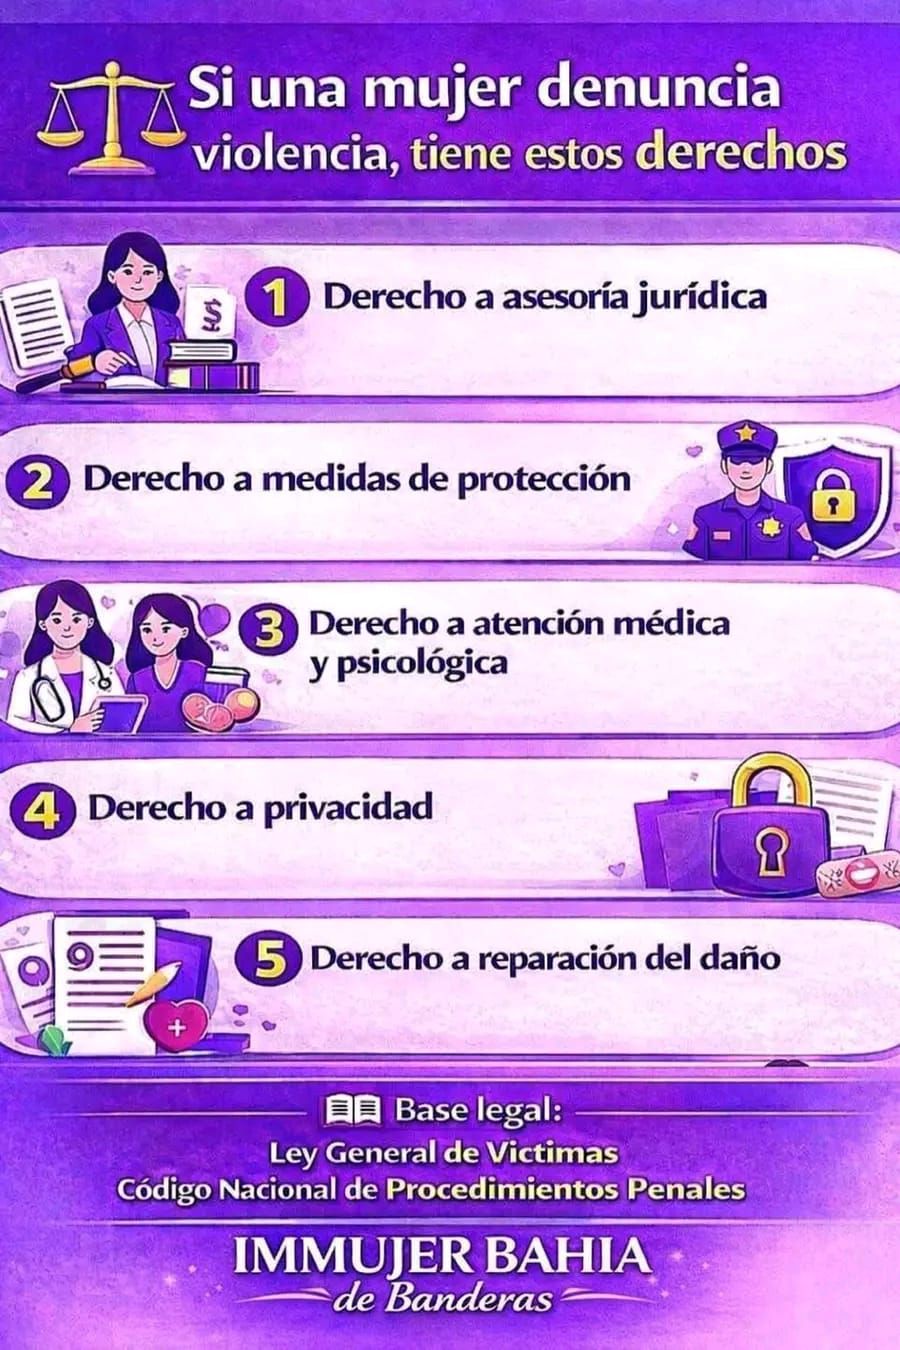 Si una mujer denuncia
violencia, tiene estos derechos
1 Derecho a asesoría jurídica
$
2 Derecho a medidas de protección
3 Derecho a atención médica
y psicológica
4 Derecho a privacidad
5 Derecho a reparación del daño
Base legal:
Ley General de Victimas
Código Nacional de Procedimientos Penales
IMMUJER BAHIA
de Banderas